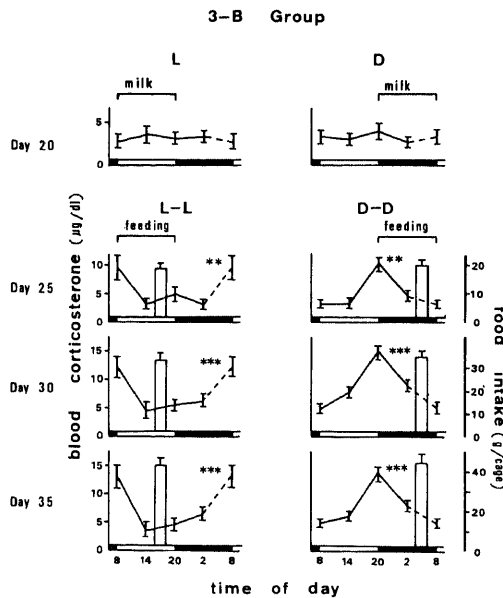 3-B Group
L D
milk milk
Day 20 5 0
L-L D-D
feeding feeding
Day 25 10 5 0 ** ** 20 10 0
Day 30 15 10 5 0 *** *** 30 20 10 0
Day 35 15 10 5 0 *** *** 40 20 0
blood corticosterone (μg/dl)
food intake (g/cage)
8 14 20 2 8 8 14 20 2 8
time of day